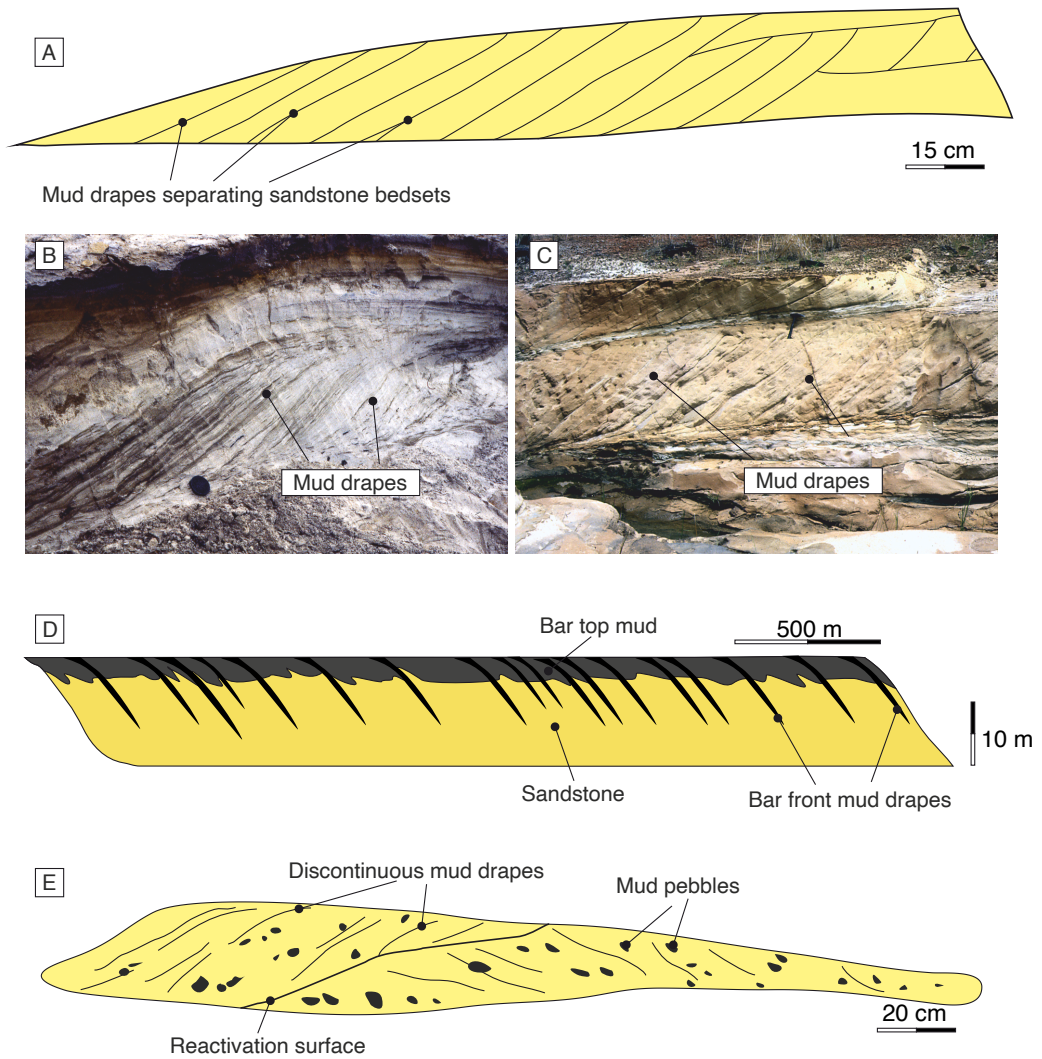 A
15 cm
Mud drapes separating sandstone bedsets
B
Mud drapes
C
Mud drapes
D
Bar top mud
500 m
10 m
Sandstone
Bar front mud drapes
E
Discontinuous mud drapes
Mud pebbles
20 cm
Reactivation surface